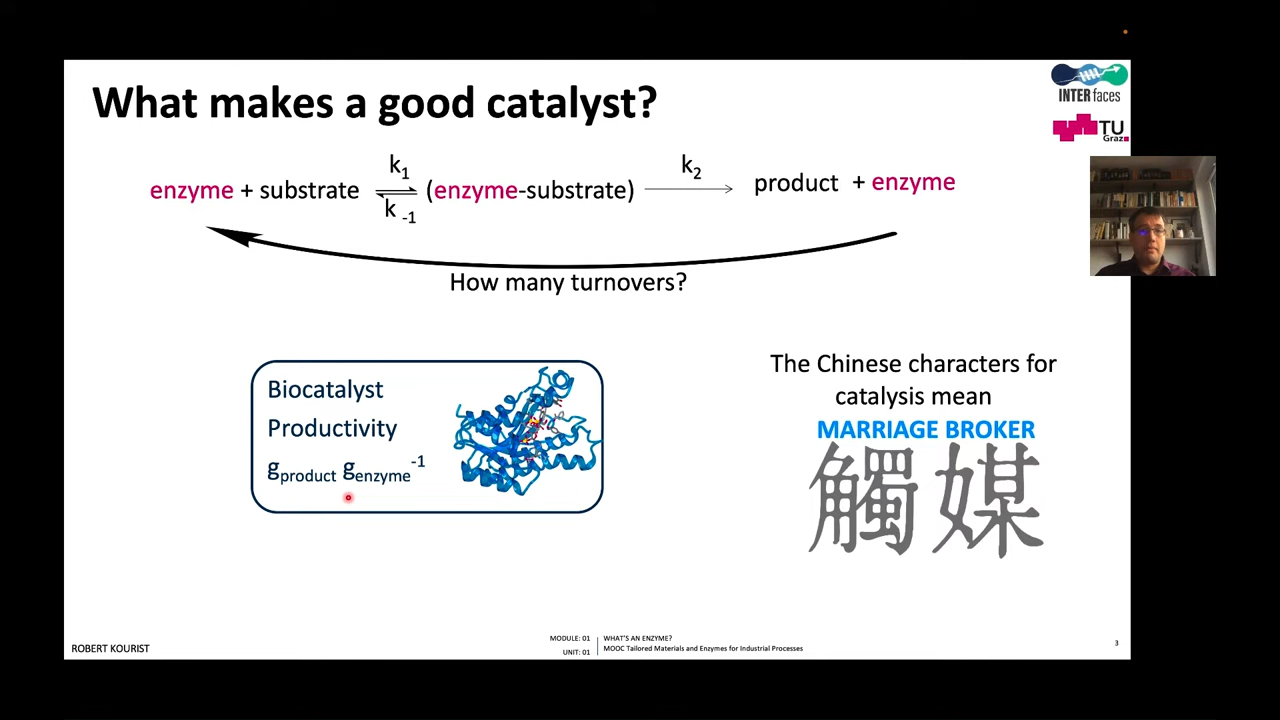 What makes a good catalyst?
INTERfaces
TU
Graz
k1
k2
enzyme + substrate
(enzyme-substrate)
product + enzyme
k -1
How many turnovers?
Biocatalyst
Productivity
gproduct genzyme-1
The Chinese characters for
catalysis mean
MARRIAGE BROKER
觸媒
ROBERT KOURIST
MODULE: 01
UNIT: 01
WHAT'S AN ENZYME?
MOOC Tailored Materials and Enzymes for Industrial Processes
3